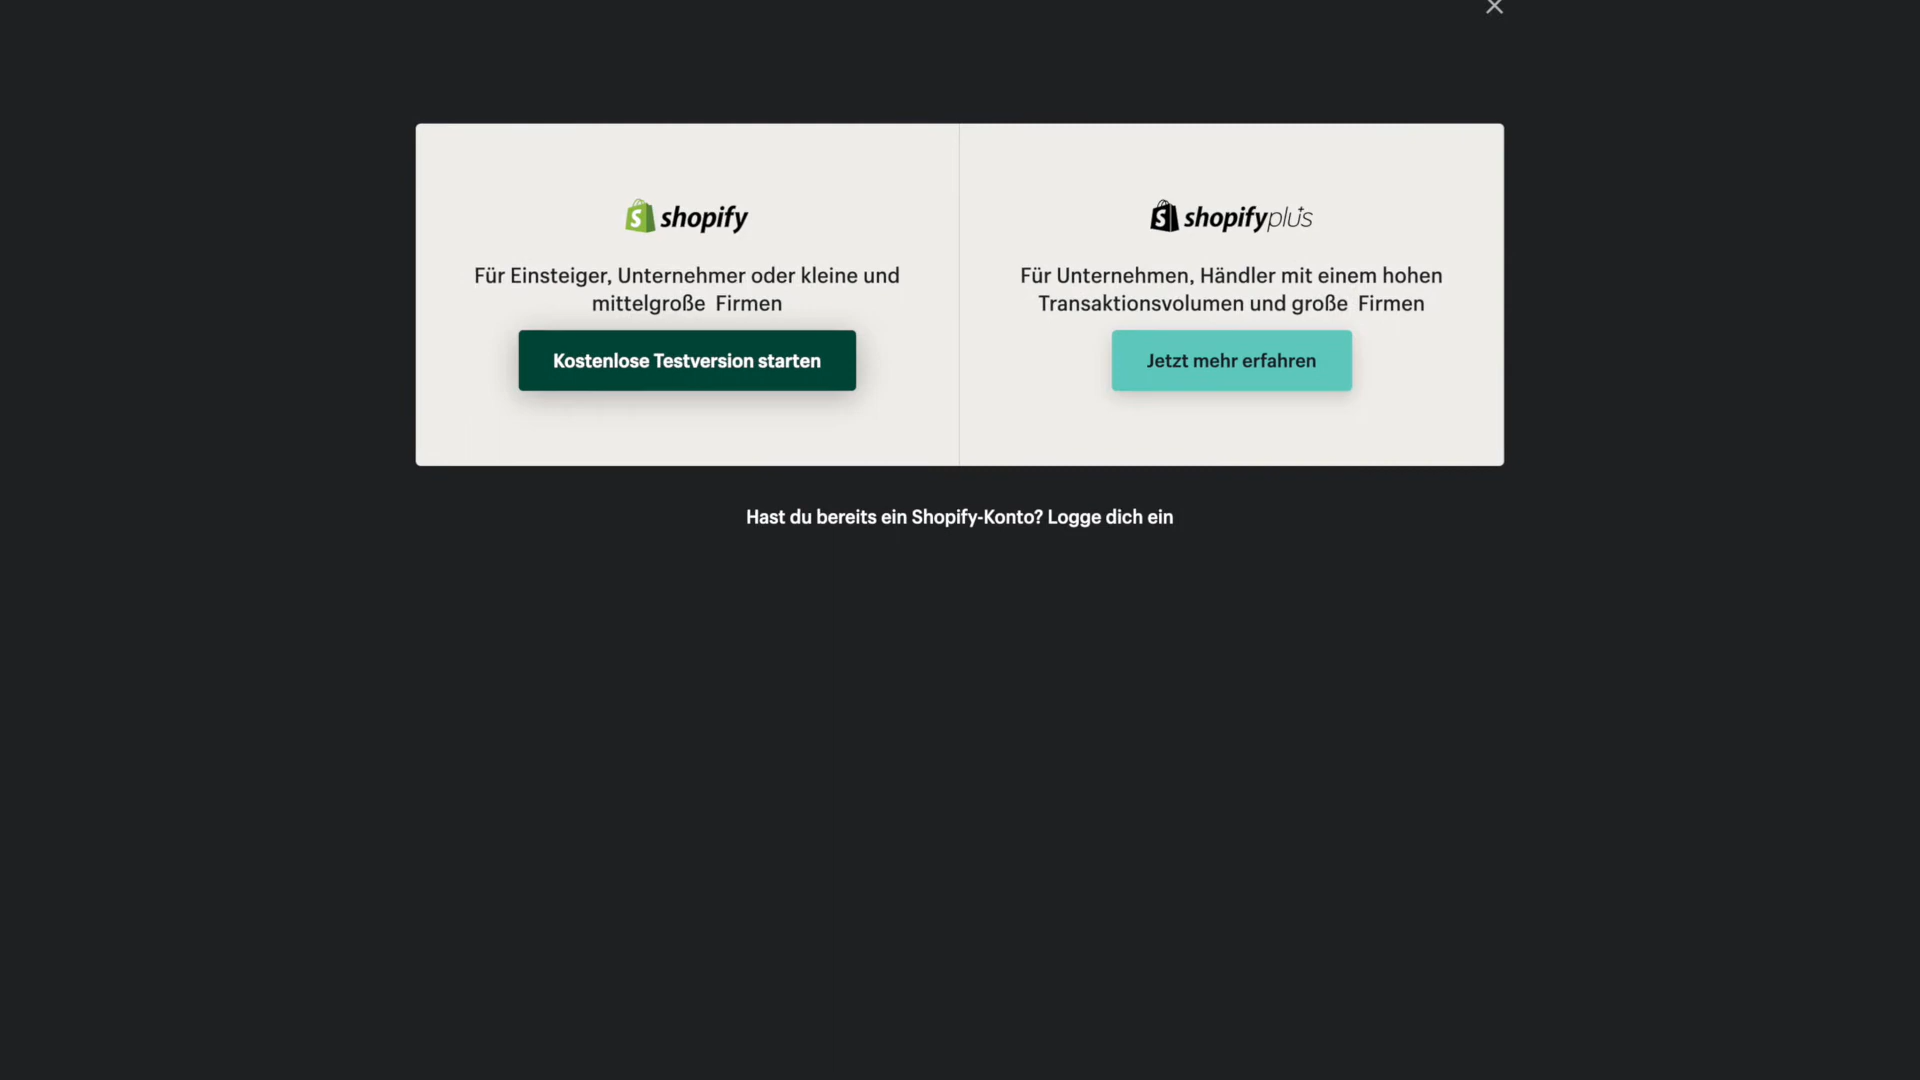 shopify
Für Einsteiger, Unternehmer oder kleine und
mittelgroße Firmen
Kostenlose Testversion starten
shopifyplus
Für Unternehmen, Händler mit einem hohen
Transaktionsvolumen und große Firmen
Jetzt mehr erfahren
Hast du bereits ein Shopify-Konto? Logge dich ein